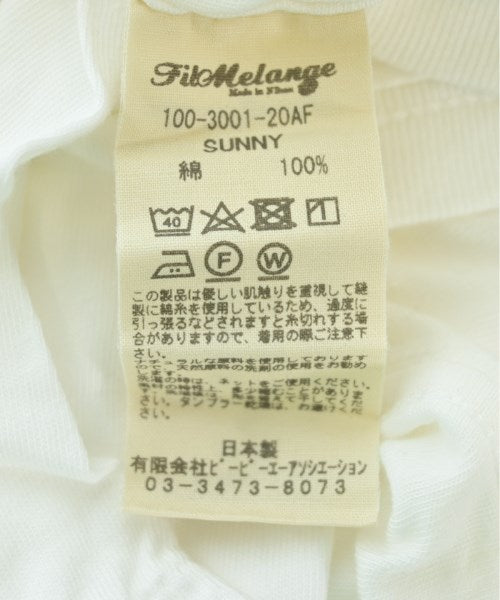 FilMelange
Made in Nihon
100-3001-20AF
SUNNY
綿 100%
40
F W
この製品は優しい肌触りを重視して縫
製に綿糸を使用しているため、過度に
引っ張るなどされますと糸切れする場
合がありますので、着用の際ご注意下
さい。
日本製
有限会社ビーピーエーアソシエーション
03-3473-8073